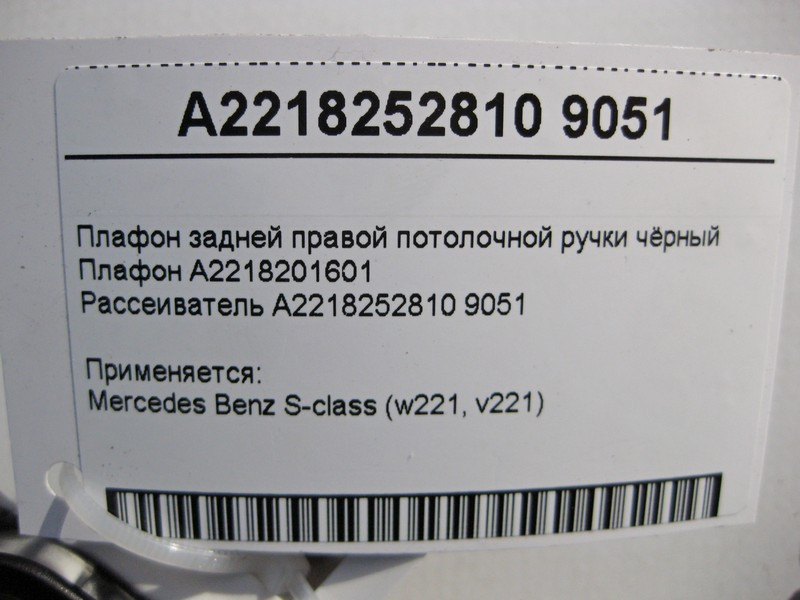 A2218252810 9051
Плафон задней правой потолочной ручки чёрный
Плафон A2218201601
Рассеиватель A2218252810 9051
Применяется:
Mercedes Benz S-class (w221, v221)